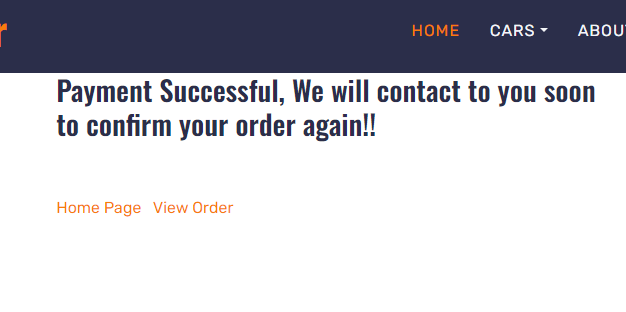 HOME CARS
Payment Successful, We will contact to you soon
to confirm your order again!!
Home Page View Order